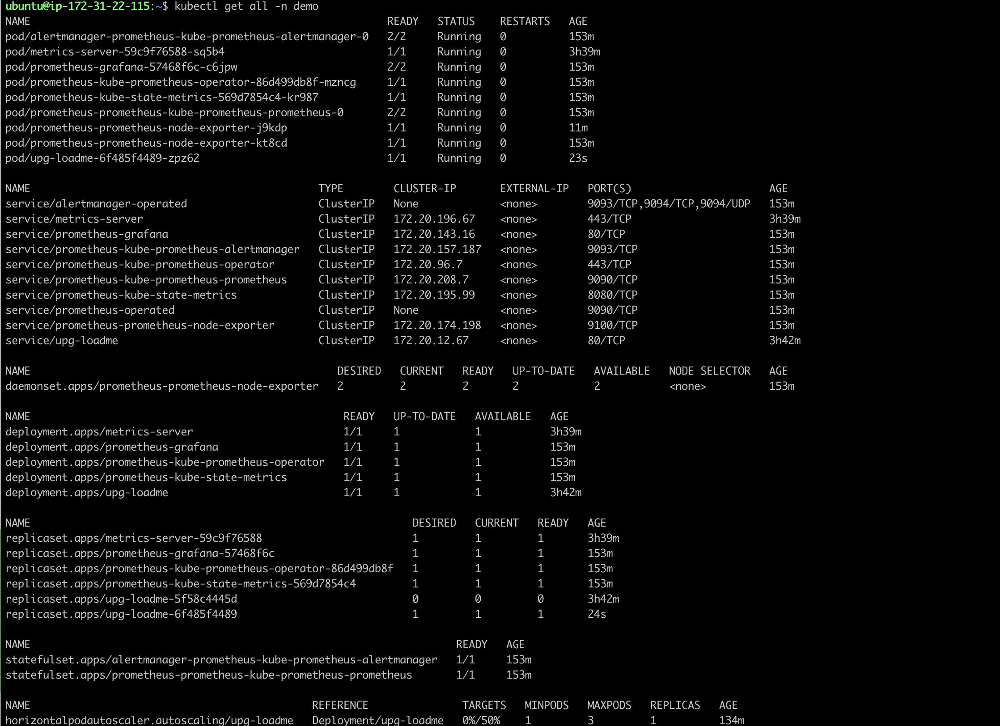 ubuntu@ip-172-31-22-115:~$ kubectl get all -n demo
NAME READY STATUS RESTARTS AGE
pod/alertmanager-prometheus-kube-prometheus-alertmanager-0 2/2 Running 0 153m
pod/metrics-server-59c9f76588-sq5b4 1/1 Running 0 3h39m
pod/prometheus-grafana-57468f6c-c6jpw 2/2 Running 0 153m
pod/prometheus-kube-prometheus-operator-86d499db8f-mzncg 1/1 Running 0 153m
pod/prometheus-kube-state-metrics-569d7854c4-kr987 1/1 Running 0 153m
pod/prometheus-prometheus-kube-prometheus-prometheus-0 2/2 Running 0 153m
pod/prometheus-prometheus-node-exporter-j9kdp 1/1 Running 0 11m
pod/prometheus-prometheus-node-exporter-kt8cd 1/1 Running 0 153m
pod/upg-loadme-6f485f4489-zpz62 1/1 Running 0 23s
NAME TYPE CLUSTER-IP EXTERNAL-IP PORT(S) AGE
service/alertmanager-operated ClusterIP None <none> 9093/TCP,9094/TCP,9094/UDP 153m
service/metrics-server ClusterIP 172.20.196.67 <none> 443/TCP 3h39m
service/prometheus-grafana ClusterIP 172.20.143.16 <none> 80/TCP 153m
service/prometheus-kube-prometheus-alertmanager ClusterIP 172.20.157.187 <none> 9093/TCP 153m
service/prometheus-kube-prometheus-operator ClusterIP 172.20.96.7 <none> 443/TCP 153m
service/prometheus-kube-prometheus-prometheus ClusterIP 172.20.208.7 <none> 9090/TCP 153m
service/prometheus-kube-state-metrics ClusterIP 172.20.195.99 <none> 8080/TCP 153m
service/prometheus-operated ClusterIP None <none> 9090/TCP 153m
service/prometheus-prometheus-node-exporter ClusterIP 172.20.174.198 <none> 9100/TCP 153m
service/upg-loadme ClusterIP 172.20.12.67 <none> 80/TCP 3h42m
NAME DESIRED CURRENT READY UP-TO-DATE AVAILABLE NODE SELECTOR AGE
daemonset.apps/prometheus-prometheus-node-exporter 2 2 2 2 2 <none> 153m
NAME READY UP-TO-DATE AVAILABLE AGE
deployment.apps/metrics-server 1/1 1 1 3h39m
deployment.apps/prometheus-grafana 1/1 1 1 153m
deployment.apps/prometheus-kube-prometheus-operator 1/1 1 1 153m
deployment.apps/prometheus-kube-state-metrics 1/1 1 1 153m
deployment.apps/upg-loadme 1/1 1 1 3h42m
NAME DESIRED CURRENT READY AGE
replicaset.apps/metrics-server-59c9f76588 1 1 1 3h39m
replicaset.apps/prometheus-grafana-57468f6c 1 1 1 153m
replicaset.apps/prometheus-kube-prometheus-operator-86d499db8f 1 1 1 153m
replicaset.apps/prometheus-kube-state-metrics-569d7854c4 1 1 1 153m
replicaset.apps/upg-loadme-5f58c4445d 0 0 0 3h42m
replicaset.apps/upg-loadme-6f485f4489 1 1 1 24s
NAME READY AGE
statefulset.apps/alertmanager-prometheus-kube-prometheus-alertmanager 1/1 153m
statefulset.apps/prometheus-prometheus-kube-prometheus-prometheus 1/1 153m
NAME REFERENCE TARGETS MINPODS MAXPODS REPLICAS AGE
horizontalpodautoscaler.autoscaling/upg-loadme Deployment/upg-loadme 0%/50% 1 3 1 134m